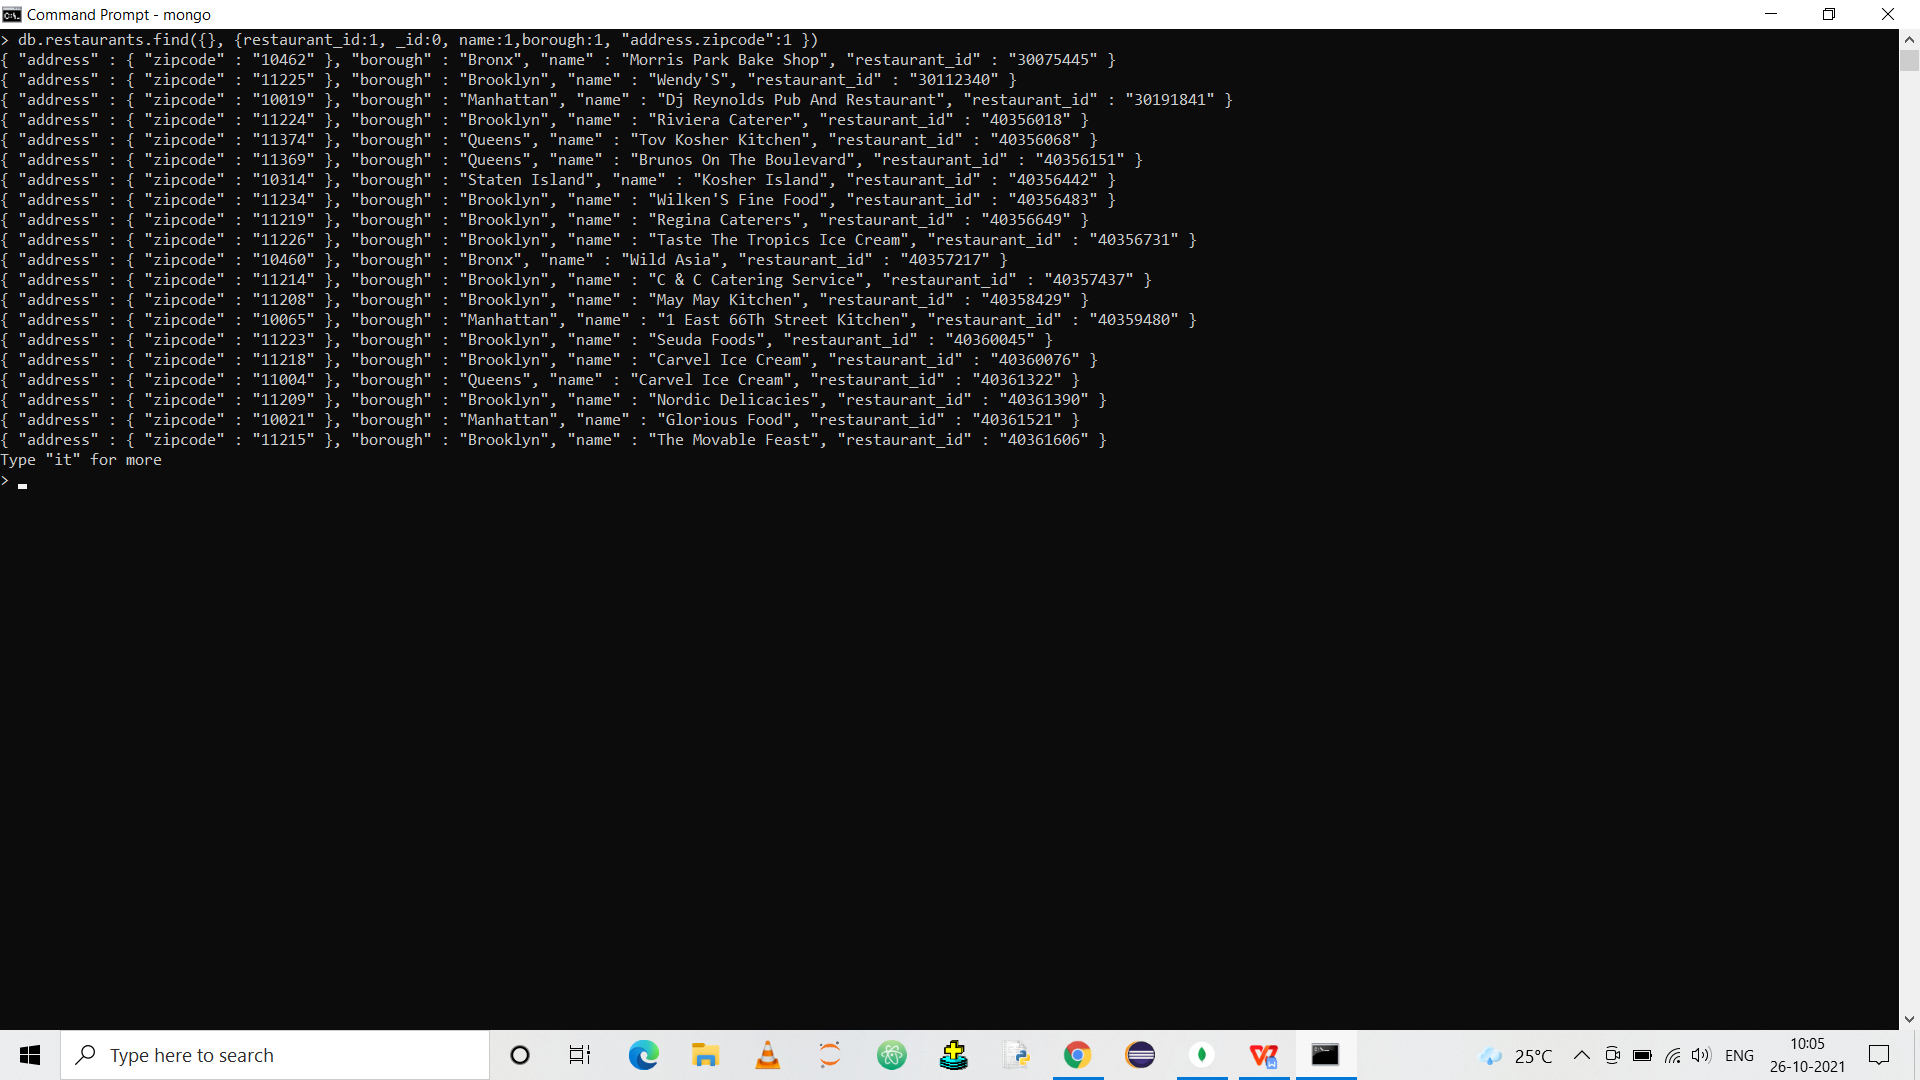 Command Prompt - mongo
> db.restaurants.find({}, {restaurant_id:1, _id:0, name:1,borough:1, "address.zipcode":1 })
{ "address" : { "zipcode" : "10462" }, "borough" : "Bronx", "name" : "Morris Park Bake Shop", "restaurant_id" : "30075445" }
{ "address" : { "zipcode" : "11225" }, "borough" : "Brooklyn", "name" : "Wendy'S", "restaurant_id" : "30112340" }
{ "address" : { "zipcode" : "10019" }, "borough" : "Manhattan", "name" : "Dj Reynolds Pub And Restaurant", "restaurant_id" : "30191841" }
{ "address" : { "zipcode" : "11224" }, "borough" : "Brooklyn", "name" : "Riviera Caterer", "restaurant_id" : "40356018" }
{ "address" : { "zipcode" : "11374" }, "borough" : "Queens", "name" : "Tov Kosher Kitchen", "restaurant_id" : "40356068" }
{ "address" : { "zipcode" : "11369" }, "borough" : "Queens", "name" : "Brunos On The Boulevard", "restaurant_id" : "40356151" }
{ "address" : { "zipcode" : "10314" }, "borough" : "Staten Island", "name" : "Kosher Island", "restaurant_id" : "40356442" }
{ "address" : { "zipcode" : "11234" }, "borough" : "Brooklyn", "name" : "Wilken'S Fine Food", "restaurant_id" : "40356483" }
{ "address" : { "zipcode" : "11219" }, "borough" : "Brooklyn", "name" : "Regina Caterers", "restaurant_id" : "40356649" }
{ "address" : { "zipcode" : "11226" }, "borough" : "Brooklyn", "name" : "Taste The Tropics Ice Cream", "restaurant_id" : "40356731" }
{ "address" : { "zipcode" : "10460" }, "borough" : "Bronx", "name" : "Wild Asia", "restaurant_id" : "40357217" }
{ "address" : { "zipcode" : "11214" }, "borough" : "Brooklyn", "name" : "C & C Catering Service", "restaurant_id" : "40357437" }
{ "address" : { "zipcode" : "11208" }, "borough" : "Brooklyn", "name" : "May May Kitchen", "restaurant_id" : "40358429" }
{ "address" : { "zipcode" : "10065" }, "borough" : "Manhattan", "name" : "1 East 66Th Street Kitchen", "restaurant_id" : "40359480" }
{ "address" : { "zipcode" : "11223" }, "borough" : "Brooklyn", "name" : "Seuda Foods", "restaurant_id" : "40360045" }
{ "address" : { "zipcode" : "11218" }, "borough" : "Brooklyn", "name" : "Carvel Ice Cream", "restaurant_id" : "40360076" }
{ "address" : { "zipcode" : "11004" }, "borough" : "Queens", "name" : "Carvel Ice Cream", "restaurant_id" : "40361322" }
{ "address" : { "zipcode" : "11209" }, "borough" : "Brooklyn", "name" : "Nordic Delicacies", "restaurant_id" : "40361390" }
{ "address" : { "zipcode" : "10021" }, "borough" : "Manhattan", "name" : "Glorious Food", "restaurant_id" : "40361521" }
{ "address" : { "zipcode" : "11215" }, "borough" : "Brooklyn", "name" : "The Movable Feast", "restaurant_id" : "40361606" }
Type "it" for more
>
Type here to search
25°C
ENG
10:05
26-10-2021